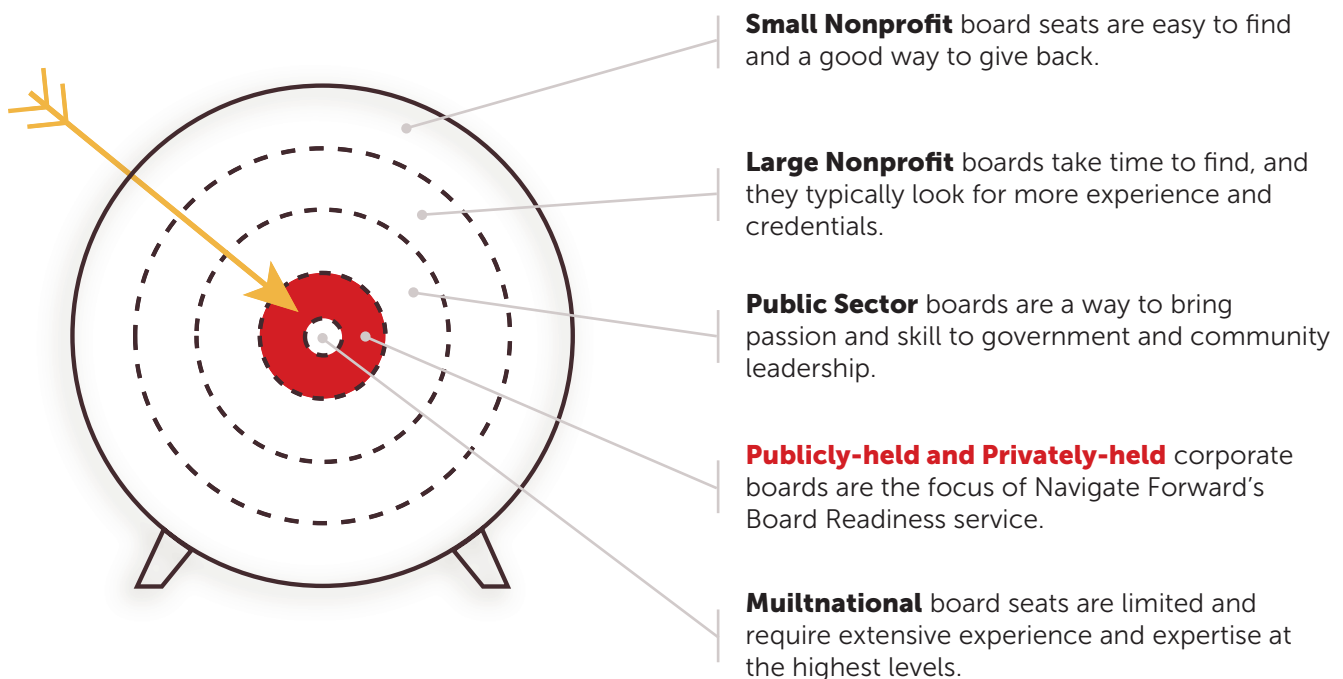 Small Nonprofit board seats are easy to find
and a good way to give back.
Large Nonprofit boards take time to find, and
they typically look for more experience and
credentials.
Public Sector boards are a way to bring
passion and skill to government and community
leadership.
Publicly-held and Privately-held corporate
boards are the focus of Navigate Forward’s
Board Readiness service.
Muiltnational board seats are limited and
require extensive experience and expertise at
the highest levels.